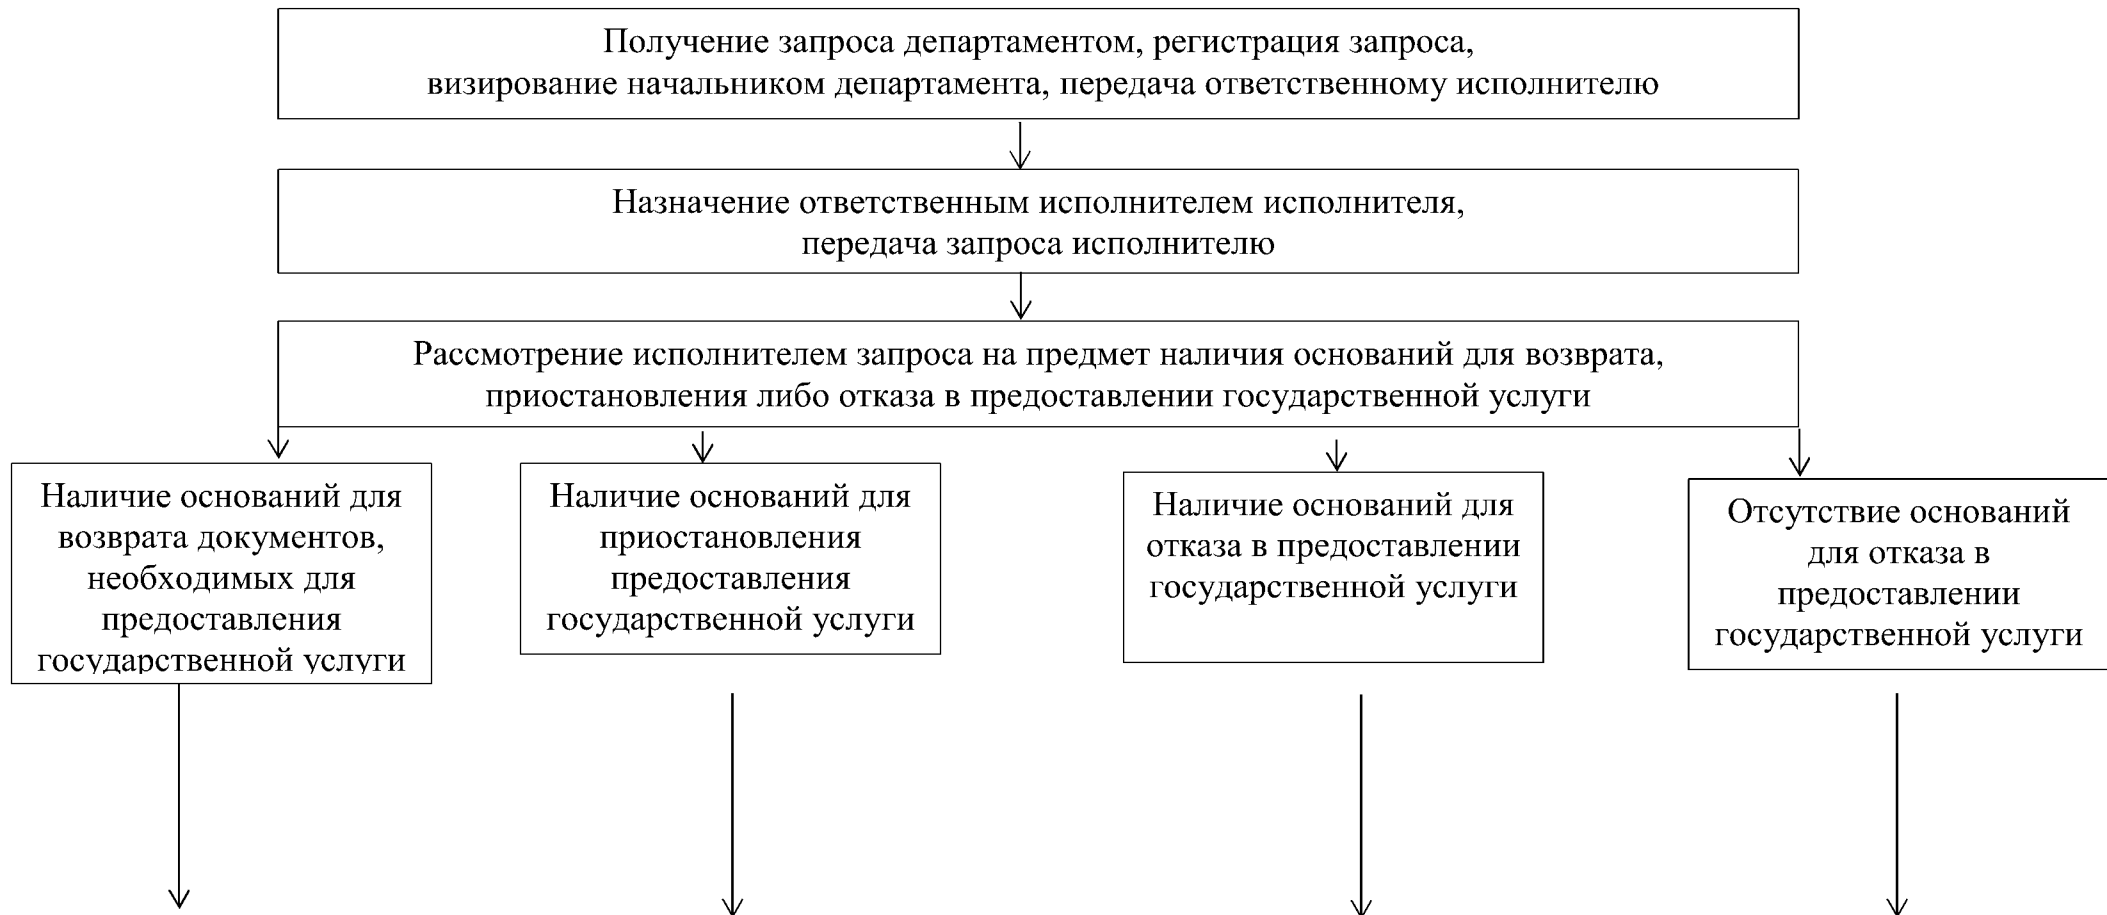 Получение запроса департаментом, регистрация запроса,
визирование начальником департамента, передача ответственному исполнителю
Назначение ответственным исполнителем исполнителя,
передача запроса исполнителю
Рассмотрение исполнителем запроса на предмет наличия оснований для возврата,
приостановления либо отказа в предоставлении государственной услуги
Наличие оснований для
возврата документов,
необходимых для
предоставления
государственной услуги
Наличие оснований для
приостановления
предоставления
государственной услуги
Наличие оснований для
отказа в предоставлении
государственной услуги
Отсутствие оснований
для отказа в
предоставлении
государственной услуги